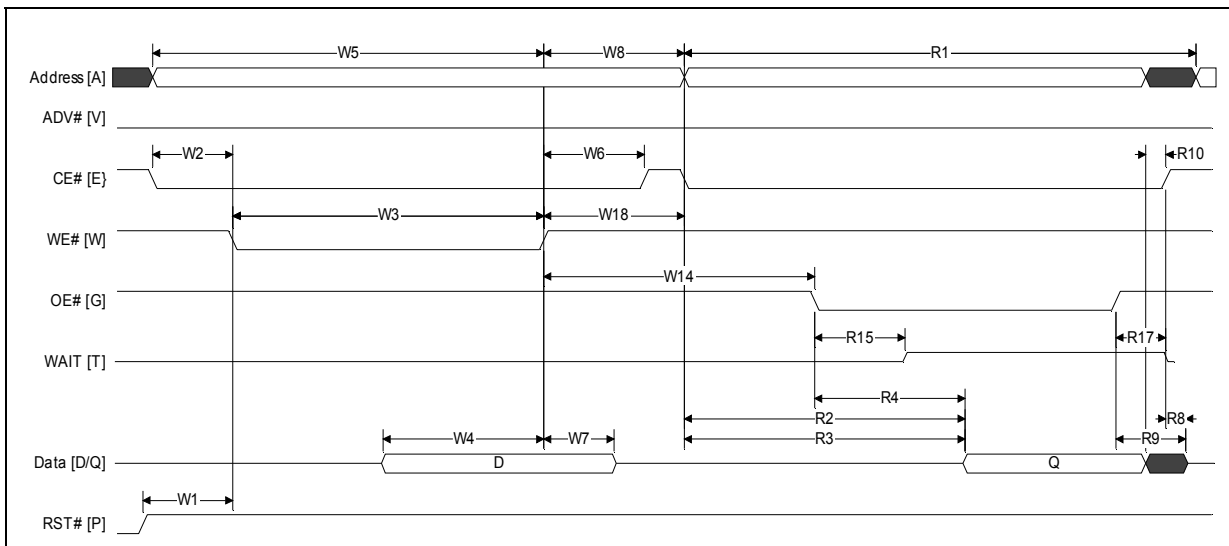 W5 W8 R1
Address [A]
ADV# [V]
W2 W6 R10
CE# [E}
W3 W18
WE# [W]
W14
OE# [G]
R15 R17
WAIT [T]
R4
R2 R8
R3
W4 W7 R9
Data [D/Q] D Q
W1
RST# [P]